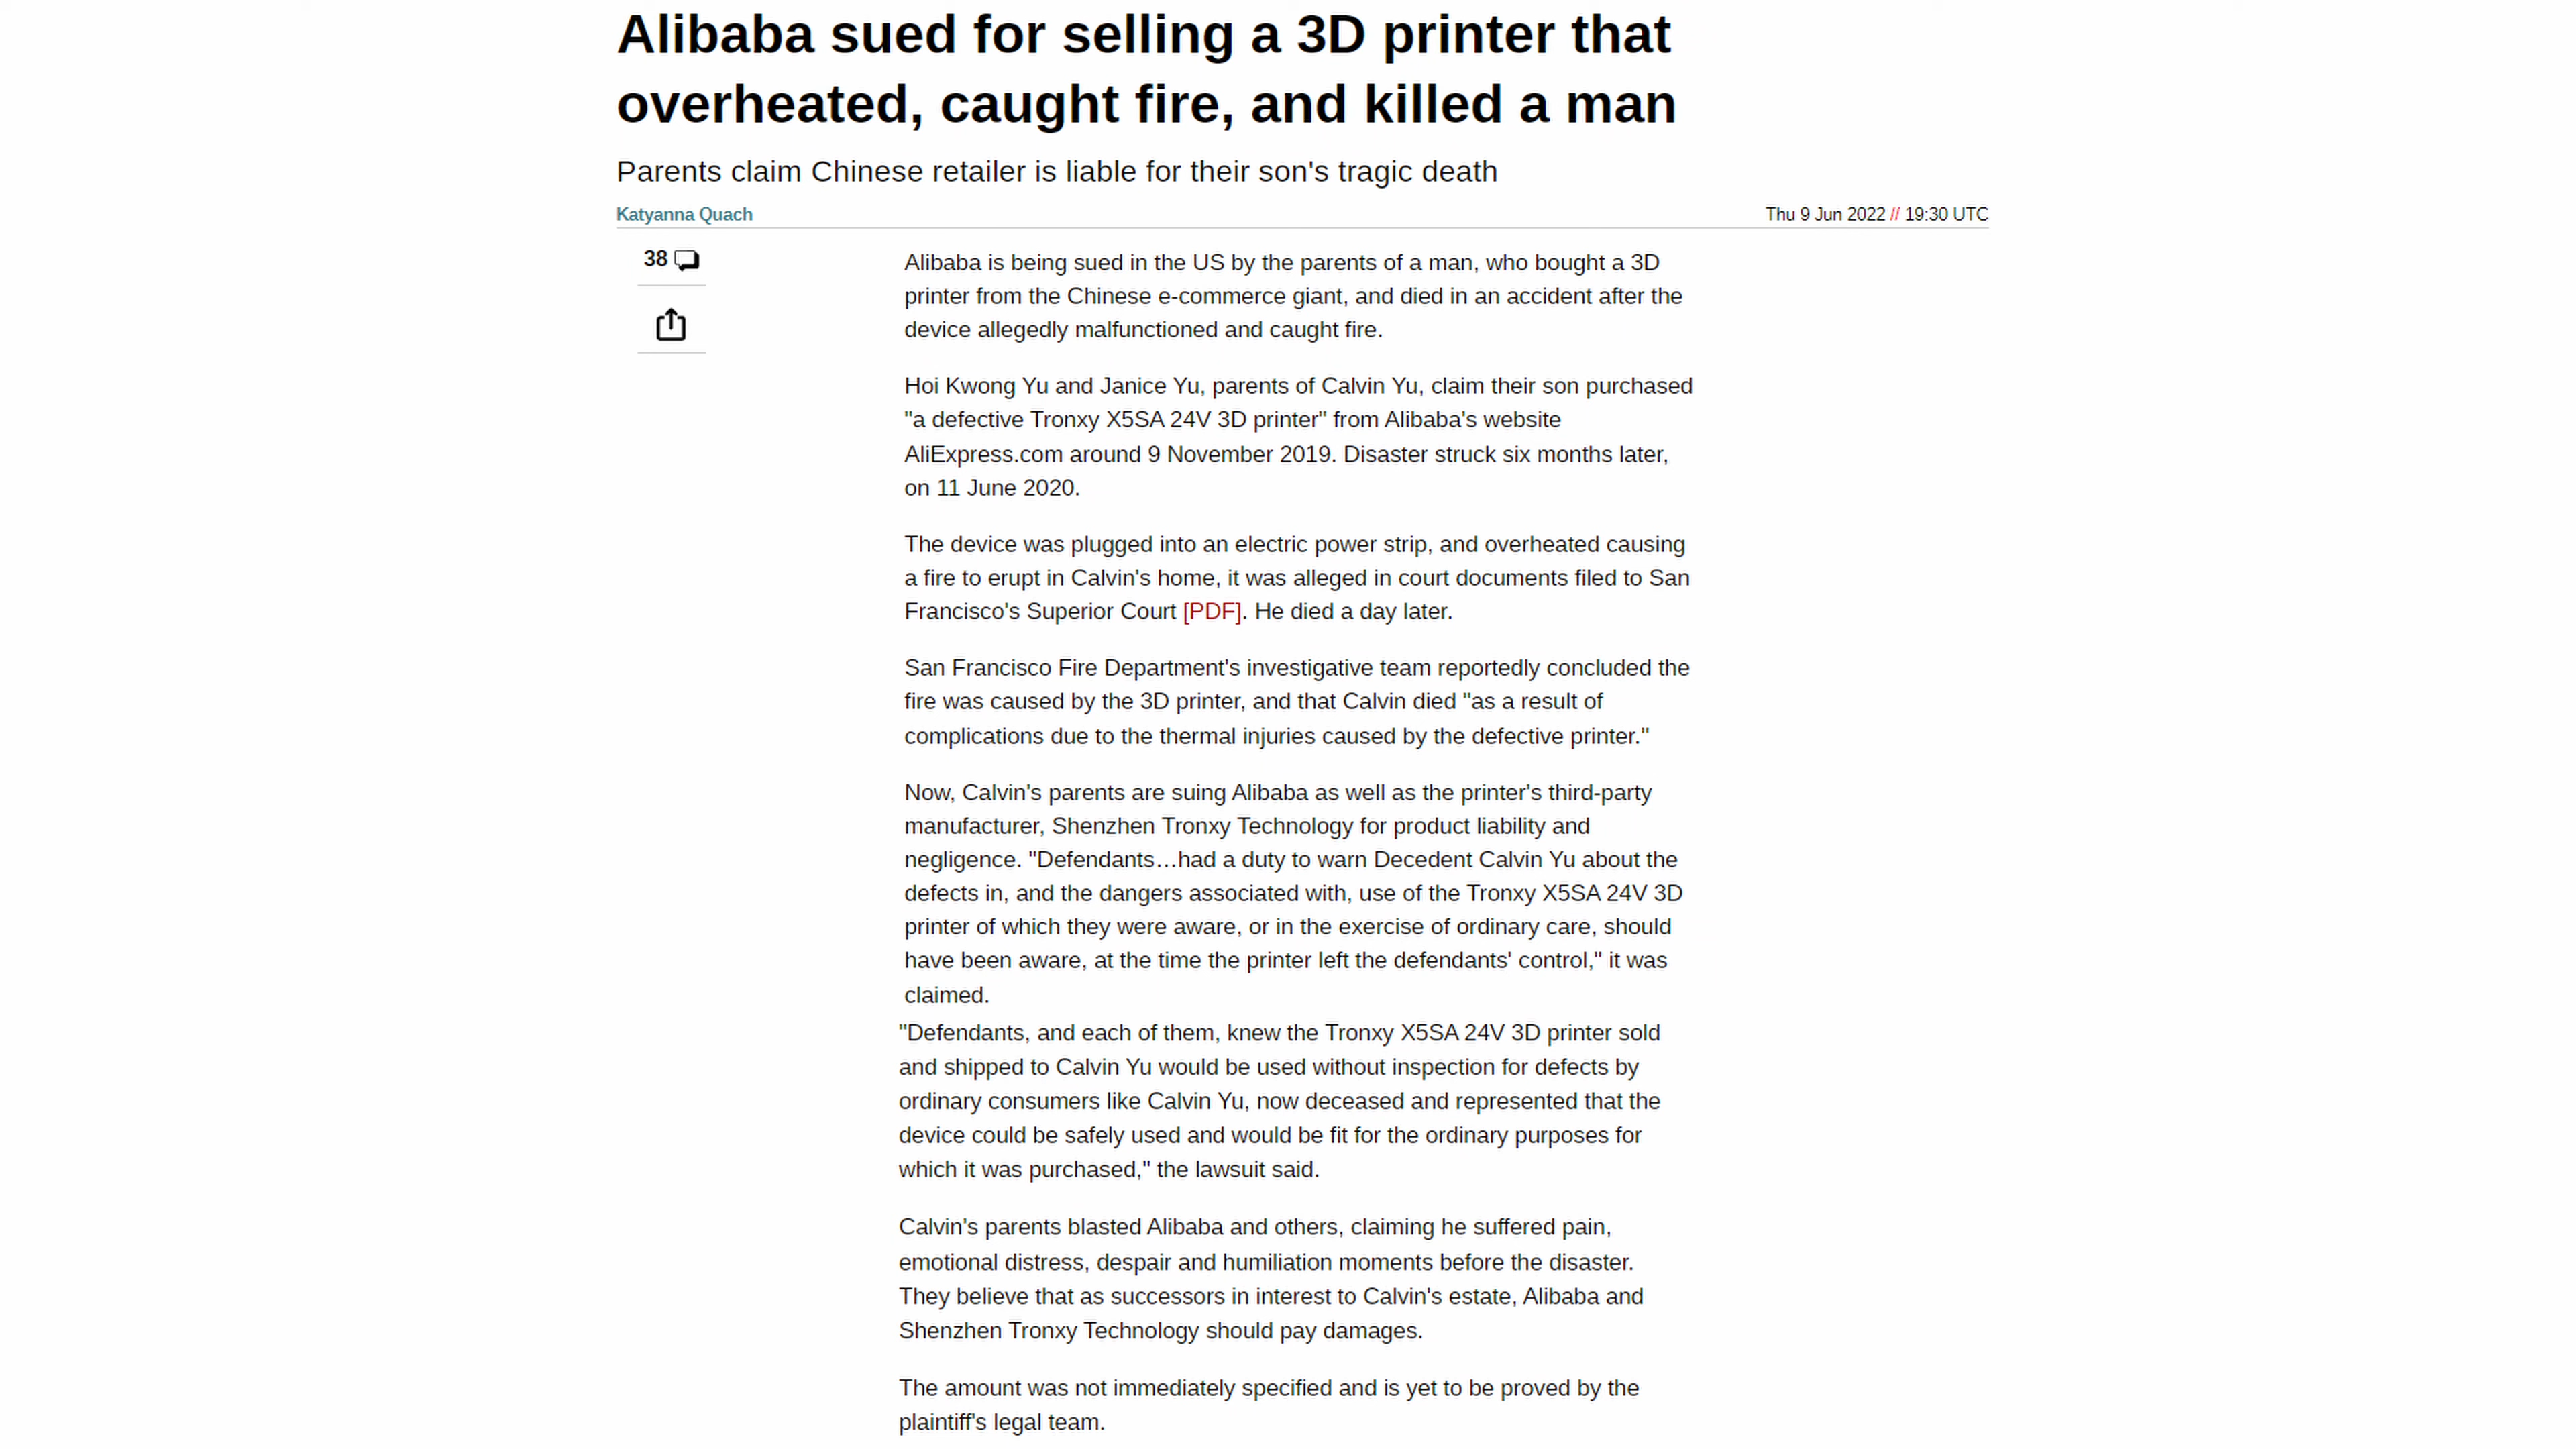 Alibaba sued for selling a 3D printer that
overheated, caught fire, and killed a man
Parents claim Chinese retailer is liable for their son's tragic death
Katyanna Quach
Thu 9 Jun 2022 // 19:30 UTC
38
Alibaba is being sued in the US by the parents of a man, who bought a 3D
printer from the Chinese e-commerce giant, and died in an accident after the
device allegedly malfunctioned and caught fire.
Hoi Kwong Yu and Janice Yu, parents of Calvin Yu, claim their son purchased
"a defective Tronxy X5SA 24V 3D printer" from Alibaba's website
AliExpress.com around 9 November 2019. Disaster struck six months later,
on 11 June 2020.
The device was plugged into an electric power strip, and overheated causing
a fire to erupt in Calvin's home, it was alleged in court documents filed to San
Francisco's Superior Court [PDF]. He died a day later.
San Francisco Fire Department's investigative team reportedly concluded the
fire was caused by the 3D printer, and that Calvin died "as a result of
complications due to the thermal injuries caused by the defective printer."
Now, Calvin's parents are suing Alibaba as well as the printer's third-party
manufacturer, Shenzhen Tronxy Technology for product liability and
negligence. "Defendants…had a duty to warn Decedent Calvin Yu about the
defects in, and the dangers associated with, use of the Tronxy X5SA 24V 3D
printer of which they were aware, or in the exercise of ordinary care, should
have been aware, at the time the printer left the defendants' control," it was
claimed.
"Defendants, and each of them, knew the Tronxy X5SA 24V 3D printer sold
and shipped to Calvin Yu would be used without inspection for defects by
ordinary consumers like Calvin Yu, now deceased and represented that the
device could be safely used and would be fit for the ordinary purposes for
which it was purchased," the lawsuit said.
Calvin's parents blasted Alibaba and others, claiming he suffered pain,
emotional distress, despair and humiliation moments before the disaster.
They believe that as successors in interest to Calvin's estate, Alibaba and
Shenzhen Tronxy Technology should pay damages.
The amount was not immediately specified and is yet to be proved by the
plaintiff's legal team.